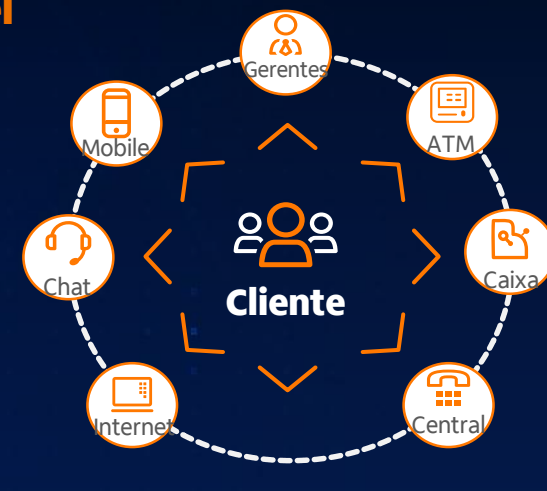 Gerentes
Mobile
ATM
Chat
Cliente
Caixa
Internet
Central